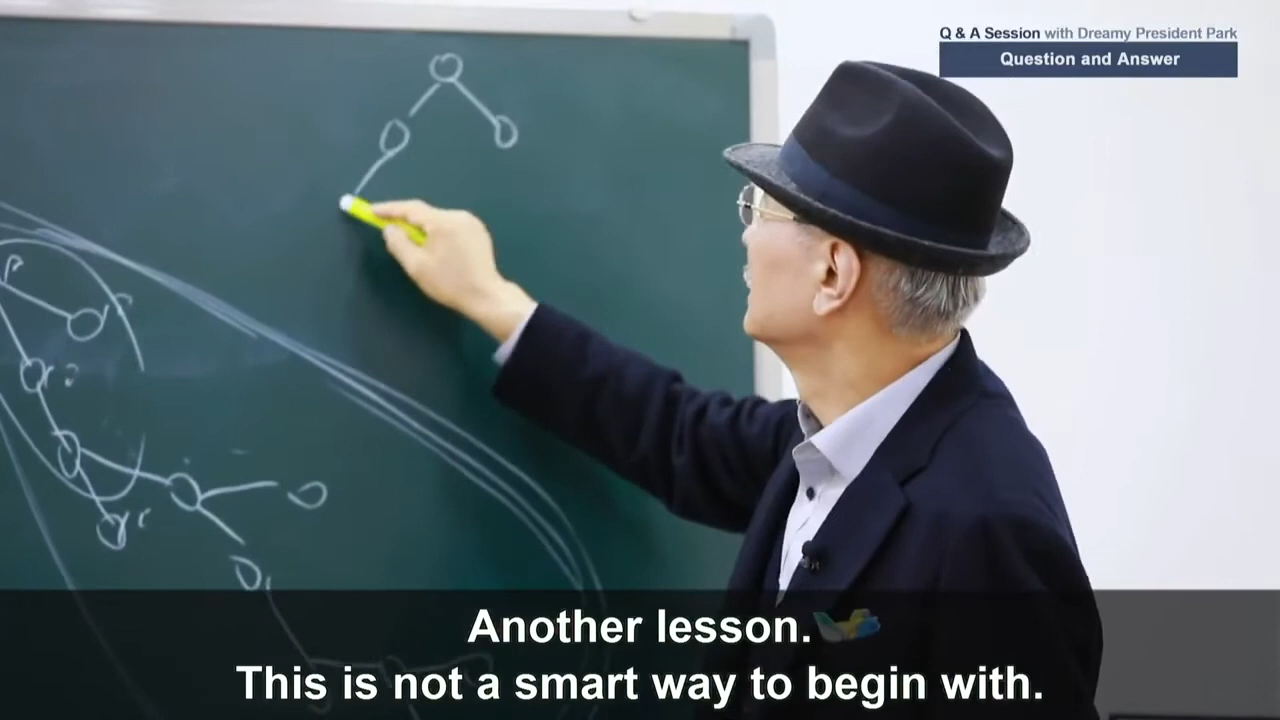 Q & A Session with Dreamy President Park
Question and Answer
Another lesson.
This is not a smart way to begin with.